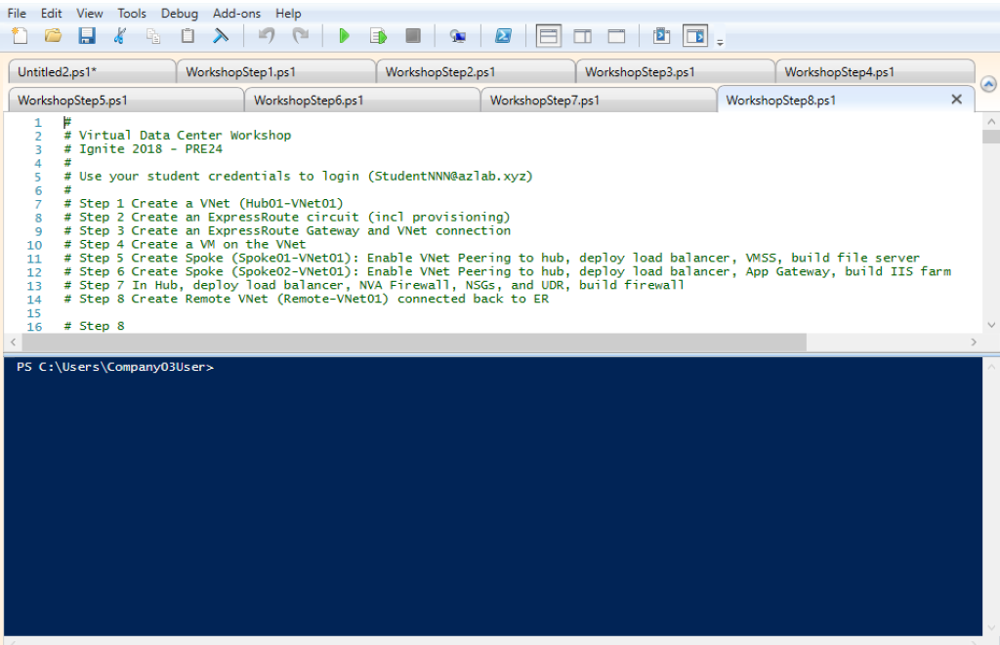 File Edit View Tools Debug Add-ons Help
Untitled2.ps1* WorkshopStep1.ps1 WorkshopStep2.ps1 WorkshopStep3.ps1 WorkshopStep4.ps1
WorkshopStep5.ps1 WorkshopStep6.ps1 WorkshopStep7.ps1 WorkshopStep8.ps1
1 #
2 # Virtual Data Center Workshop
3 # Ignite 2018 - PRE24
4 #
5 # Use your student credentials to login (StudentNNN@azlab.xyz)
6 #
7 # Step 1 Create a VNet (Hub01-VNet01)
8 # Step 2 Create an ExpressRoute circuit (incl provisioning)
9 # Step 3 Create an ExpressRoute Gateway and VNet connection
10 # Step 4 Create a VM on the VNet
11 # Step 5 Create Spoke (Spoke01-VNet01): Enable VNet Peering to hub, deploy load balancer, VMSS, build file server
12 # Step 6 Create Spoke (Spoke02-VNet01): Enable VNet Peering to hub, deploy load balancer, App Gateway, build IIS farm
13 # Step 7 In Hub, deploy load balancer, NVA Firewall, NSGs, and UDR, build firewall
14 # Step 8 Create Remote VNet (Remote-VNet01) connected back to ER
15
16 # Step 8
PS C:\Users\Company03User>